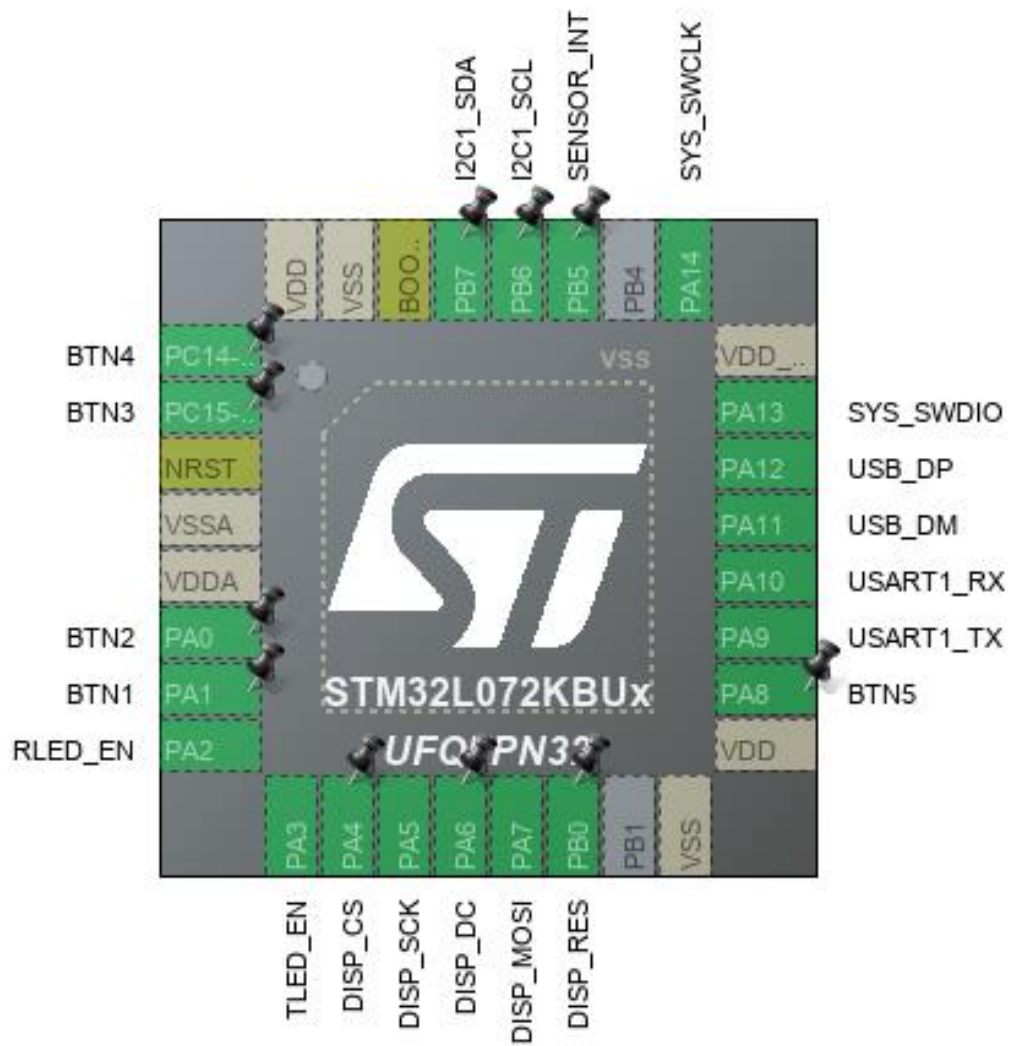 I2C1_SDA
I2C1_SCL
SENSOR_INT
SYS_SWCLK
VDD
VSS
BOO..
PB7
PB6
PB5
PB4
PA14
BTN4 PC14-..
BTN3 PC15-..
NRST
VSSA
VDDA
BTN2 PA0
BTN1 PA1
RLED_EN PA2
VSS
ST
STM32L072KBUx
VDD_..
PA13 SYS_SWDIO
PA12 USB_DP
PA11 USB_DM
PA10 USART1_RX
PA9 USART1_TX
PA8 BTN5
VDD
PA3
PA4
PA5
PA6
PA7
PB0
PB1
VSS
TLED_EN
DISP_CS
DISP_SCK
DISP_DC
DISP_MOSI
DISP_RES